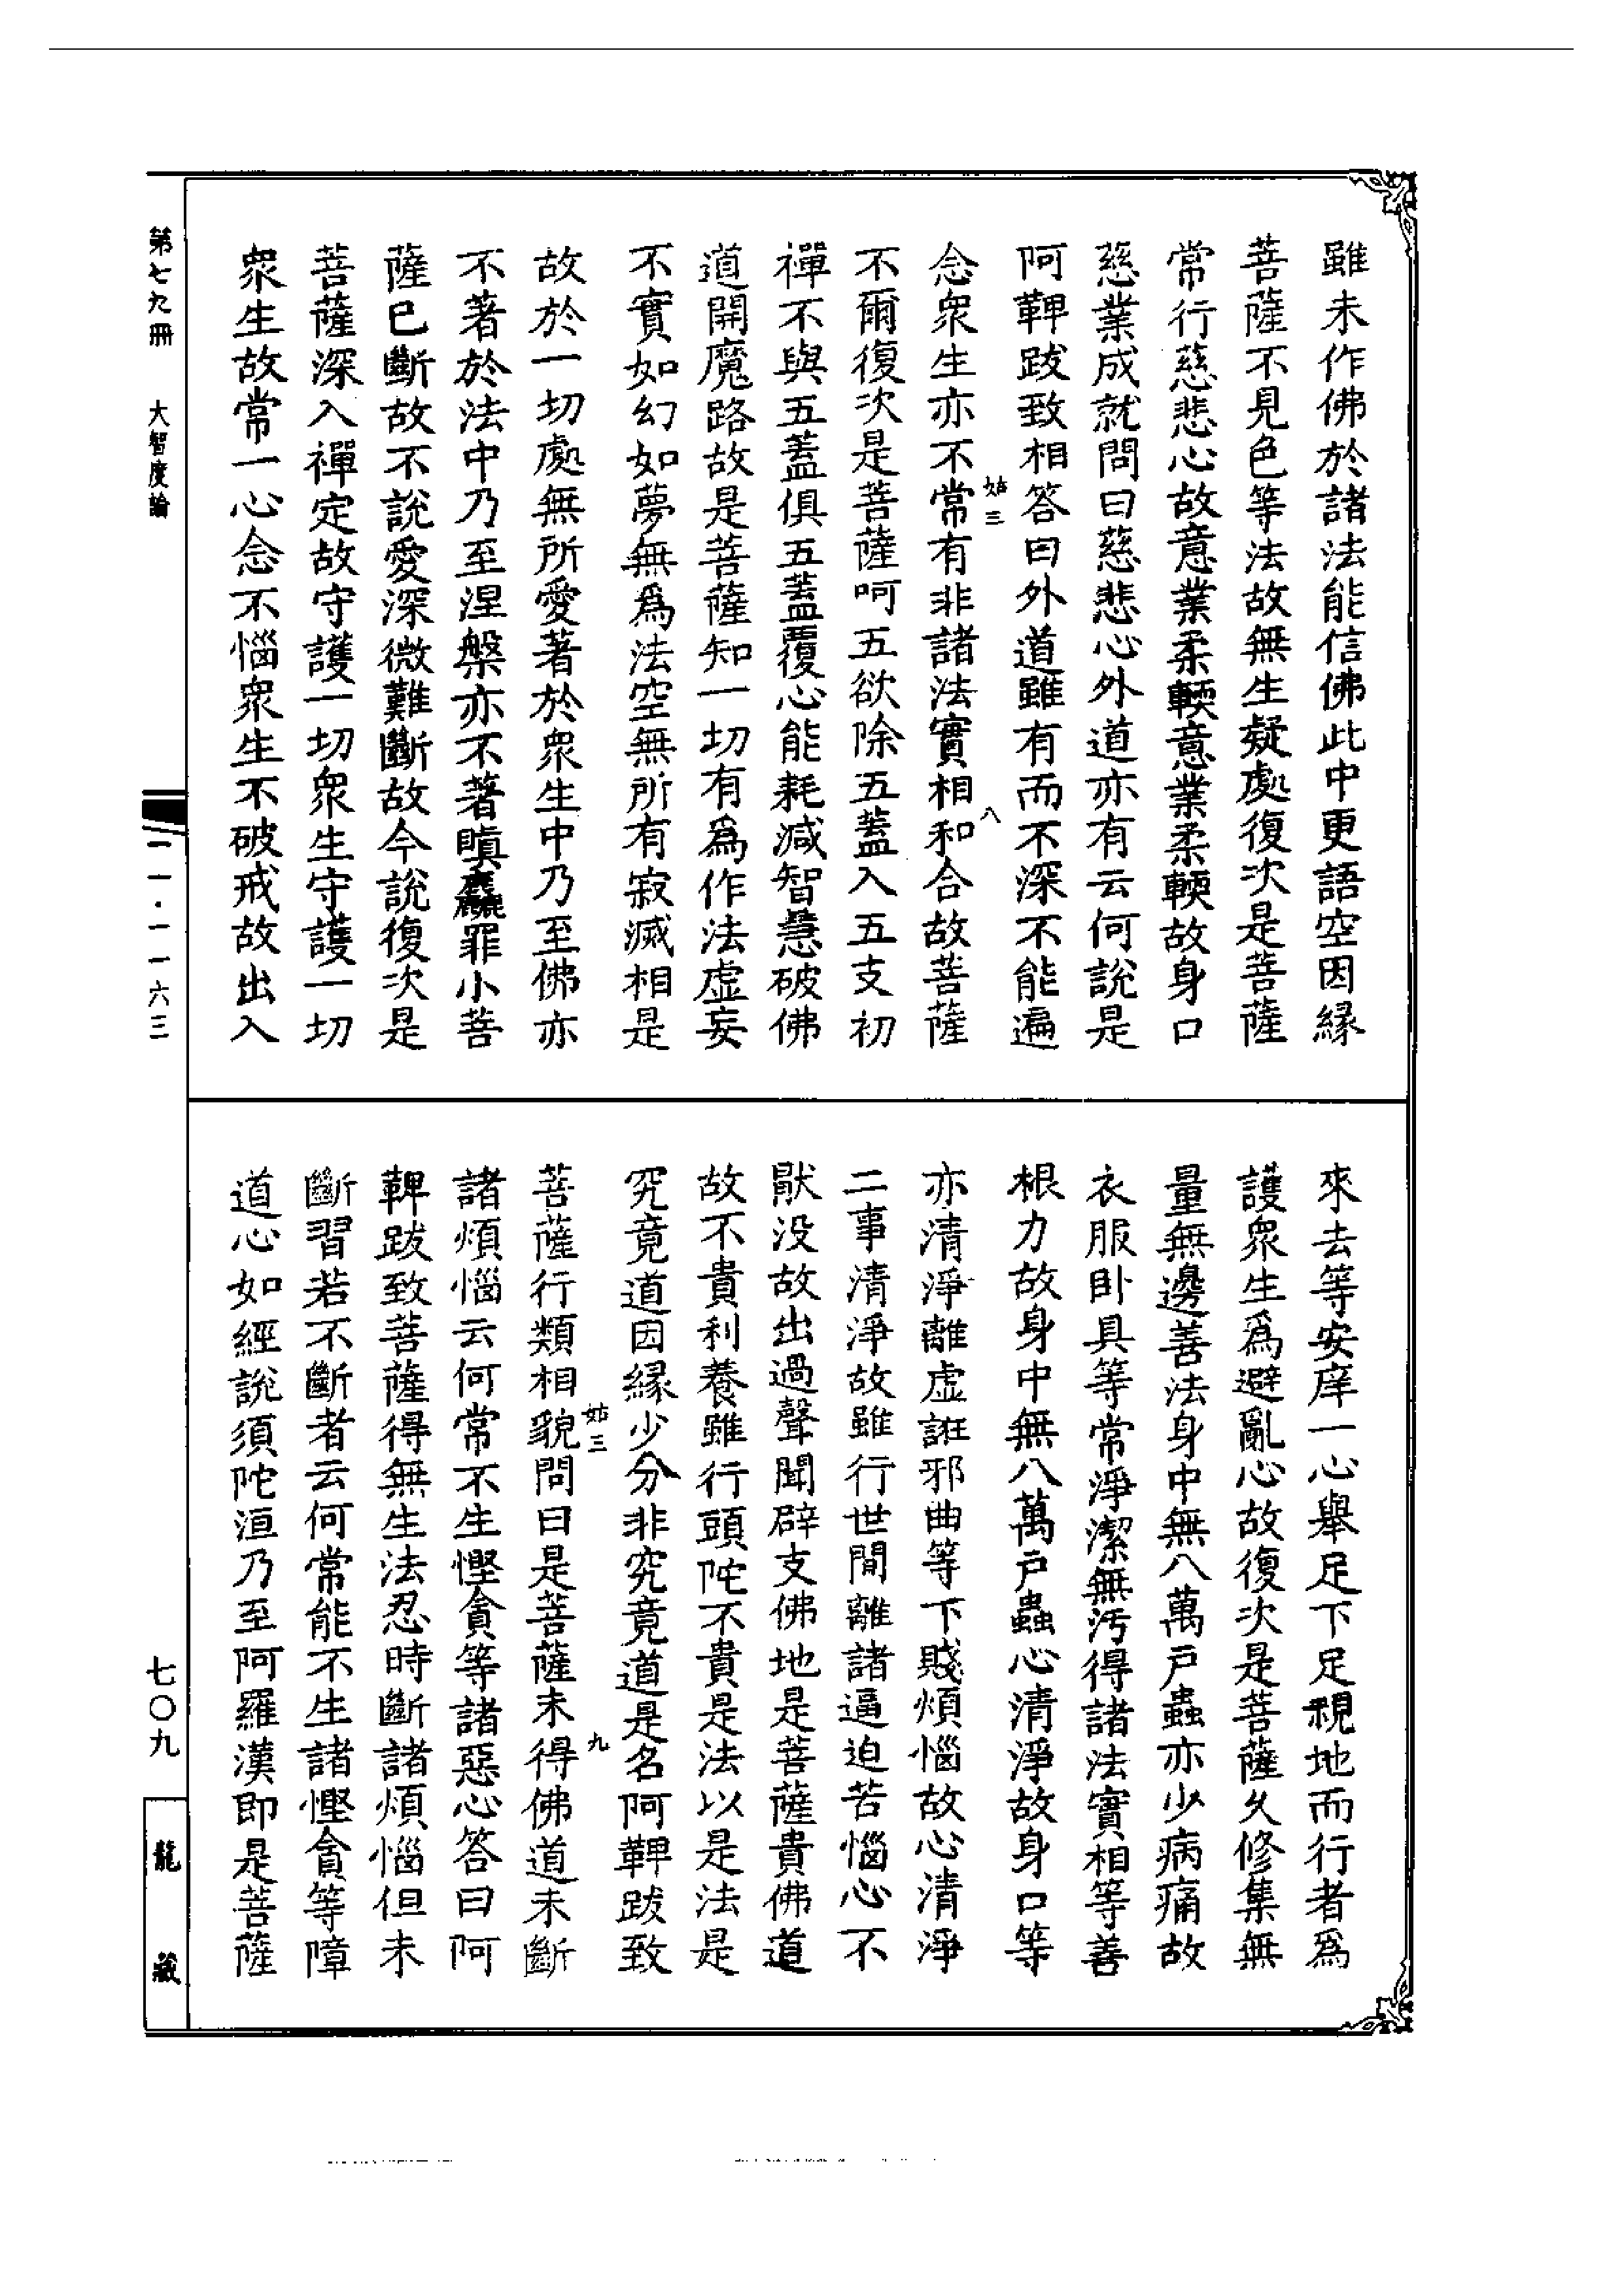 雖未作佛於諸法能信佛此中更語空因緣
菩薩不見色等法故無生疑處復次是菩薩
常行慈悲心故意業柔輭意業柔輭故身口
慈業成就問曰慈悲心外道亦有云何說是
阿鞞跋致相答曰外道雖有而不深不能遍
念衆生亦不常有非諸法實相和合故菩薩
姑三
八
不爾復次是菩薩呵五欲除五蓋入五支初
禪不與五蓋俱五蓋覆心能耗減智慧破佛
道開魔路故是菩薩知一切有爲作法虛妄
不實如幻如夢無爲法空無所有寂滅相是
故於一切處無所愛著於衆生中乃至佛亦
不著於法中乃至涅槃亦不著瞋麤罪小菩
薩已斷故不說愛深微難斷故今說復次是
菩薩深入禪定故守護一切衆生守護一切
衆生故常一心念不惱衆生不破戒故出入
來去等安庠一心舉足下足視地而行者爲
護衆生爲避亂心故復次是菩薩久修集無
量無邊善法身中無八萬戶蟲亦少病痛故
衣服卧具等常淨潔無汚得諸法實相等善
根力故身中無八萬戶蟲心清淨故身口等
亦清淨離虛誑邪曲等下賤煩惱故心清淨
二事清淨故雖行世間離諸逼迫苦惱心不
猒没故出過聲聞辟支佛地是菩薩貴佛道
故不貴利養雖行頭陀不貴是法以是法是
究竟道因緣少分非究竟道是名阿鞞跋致
菩薩行類相貌問曰是菩薩未得佛道未斷
姑三
九
諸煩惱云何常不生慳貪等諸惡心答曰阿
鞞跋致菩薩得無生法忍時斷諸煩惱但未
斷習若不斷者云何常能不生諸慳貪等障
道心如經說須陀洹乃至阿羅漢即是菩薩
第七九冊 大智度論
一一·一一六三
七〇九
龍藏